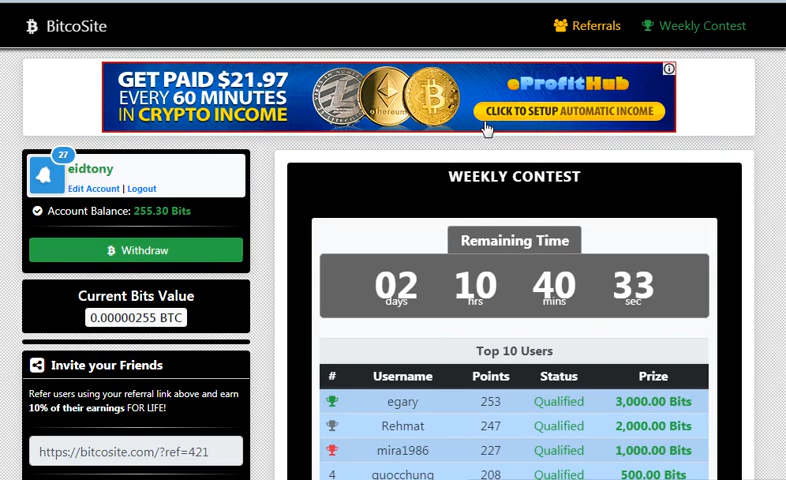 BitcoSite
Referrals
Weekly Contest
GET PAID $21.97
EVERY 60 MINUTES
IN CRYPTO INCOME
ethereum
eProfitHub
CLICK TO SETUP AUTOMATIC INCOME
27
eidtony
Edit Account | Logout
Account Balance: 255.30 Bits
Withdraw
Current Bits Value
0.00000255 BTC
Invite your Friends
Refer users using your referral link above and earn
10% of their earnings FOR LIFE!
https://bitcosite.com/?ref=421
WEEKLY CONTEST
Remaining Time
02 10 40 33
days hrs mins sec
Top 10 Users
# Username Points Status Prize
egary 253 Qualified 3,000.00 Bits
Rehmat 247 Qualified 2,000.00 Bits
mira1986 227 Qualified 1,000.00 Bits
4 quocchung 208 Qualified 500.00 Bits